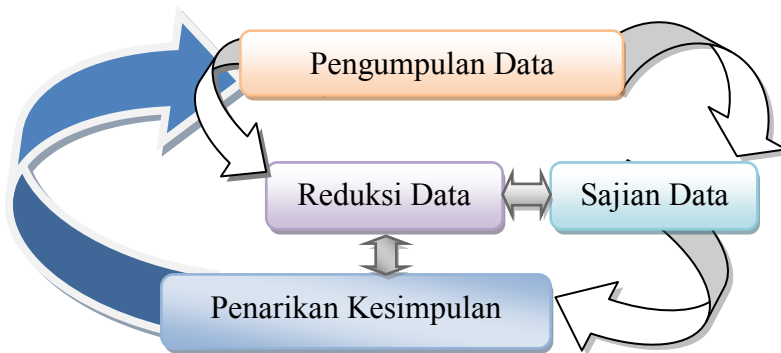 Pengumpulan Data
Reduksi Data
Sajian Data
Penarikan Kesimpulan